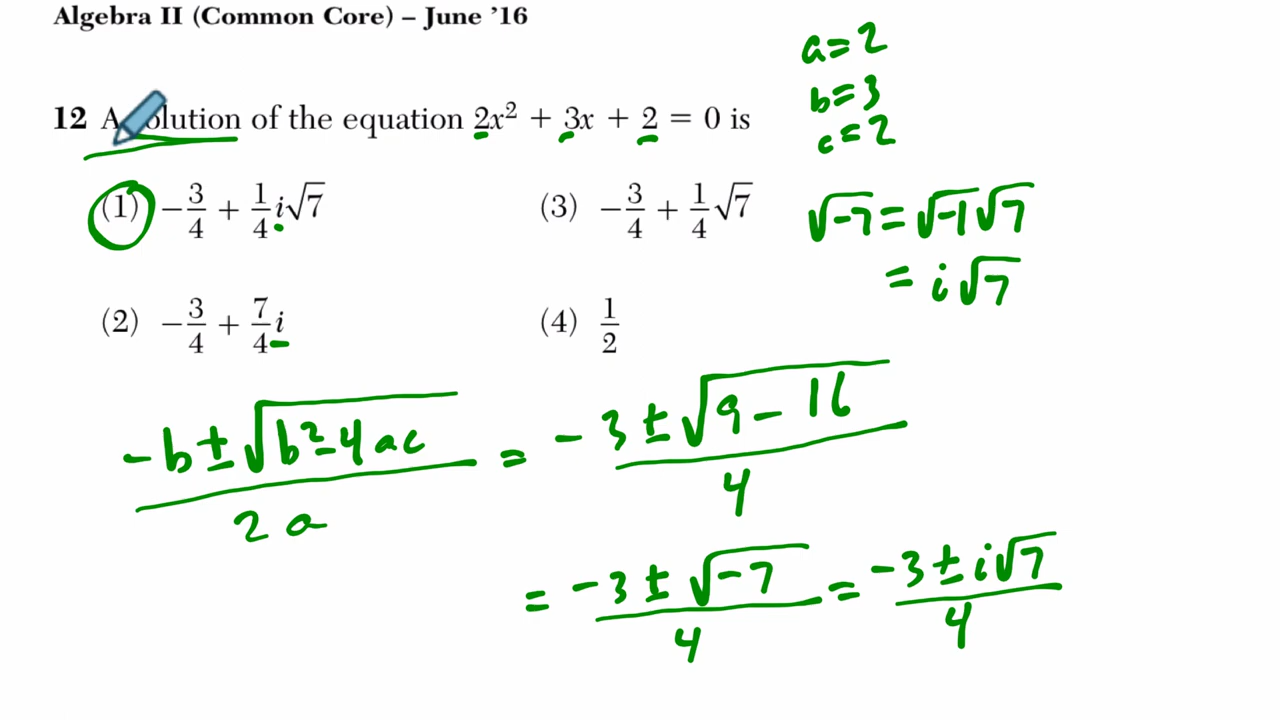 Algebra II (Common Core) – June ’16
12 A solution of the equation 2x² + 3x + 2 = 0 is
(1) −3/4 + 1/4 i√7
(3) −3/4 + 1/4 √7
(2) −3/4 + 7/4 i
(4) 1/2
a=2
b=3
c=2
√-7 = √-1 √7
= i√7
(-b ± √(b²-4ac))/(2a) = (-3 ± √(9-16))/4
= (-3 ± √-7)/4 = (-3 ± i√7)/4